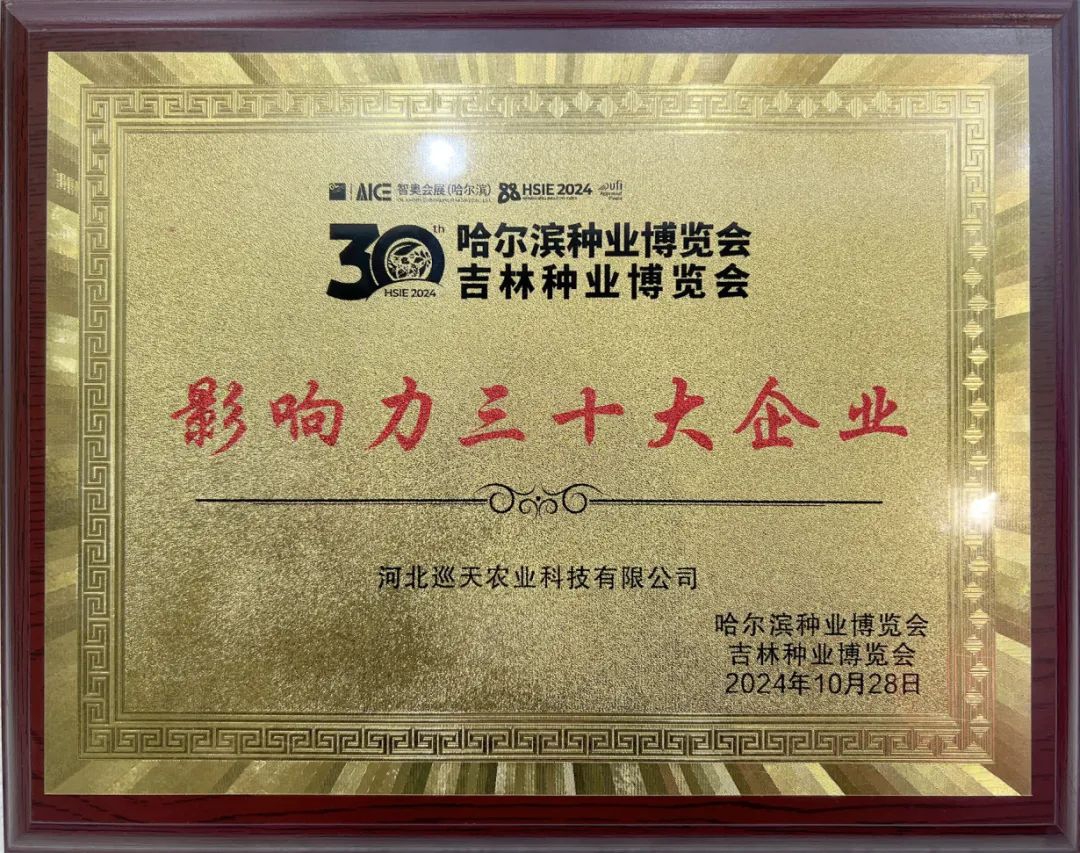 AICE 智奥会展(哈尔滨) HSIE 2024 ufi
30th 哈尔滨种业博览会
HSIE 2024 吉林种业博览会
影响力三十大企业
河北巡天农业科技有限公司
哈尔滨种业博览会
吉林种业博览会
2024年10月28日